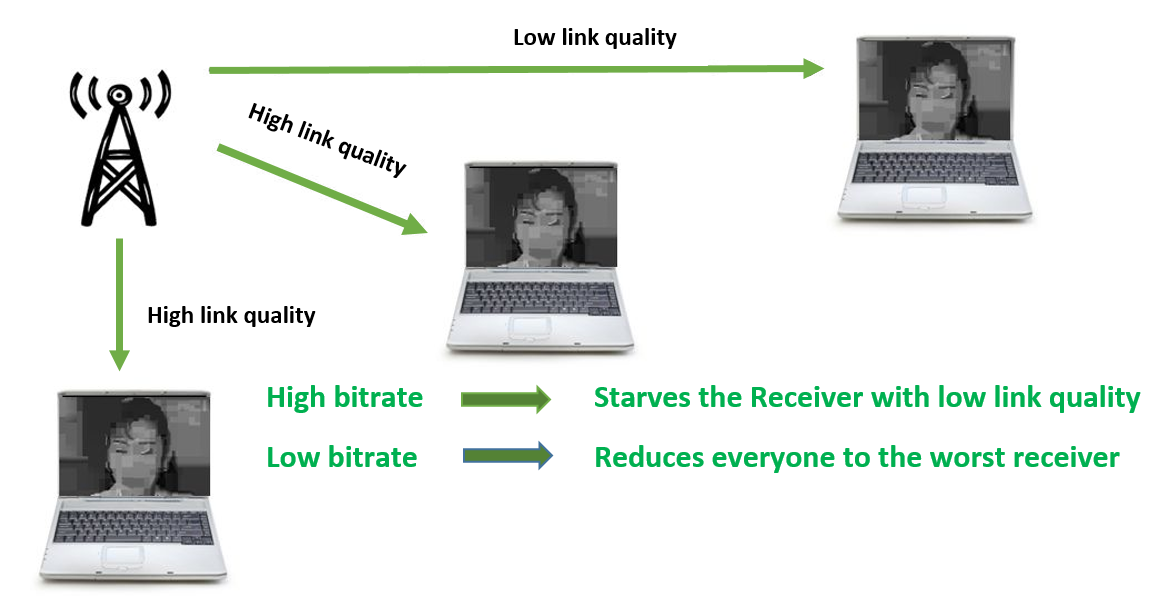 Low link quality
High link quality
High link quality
High bitrate Starves the Receiver with low link quality
Low bitrate Reduces everyone to the worst receiver